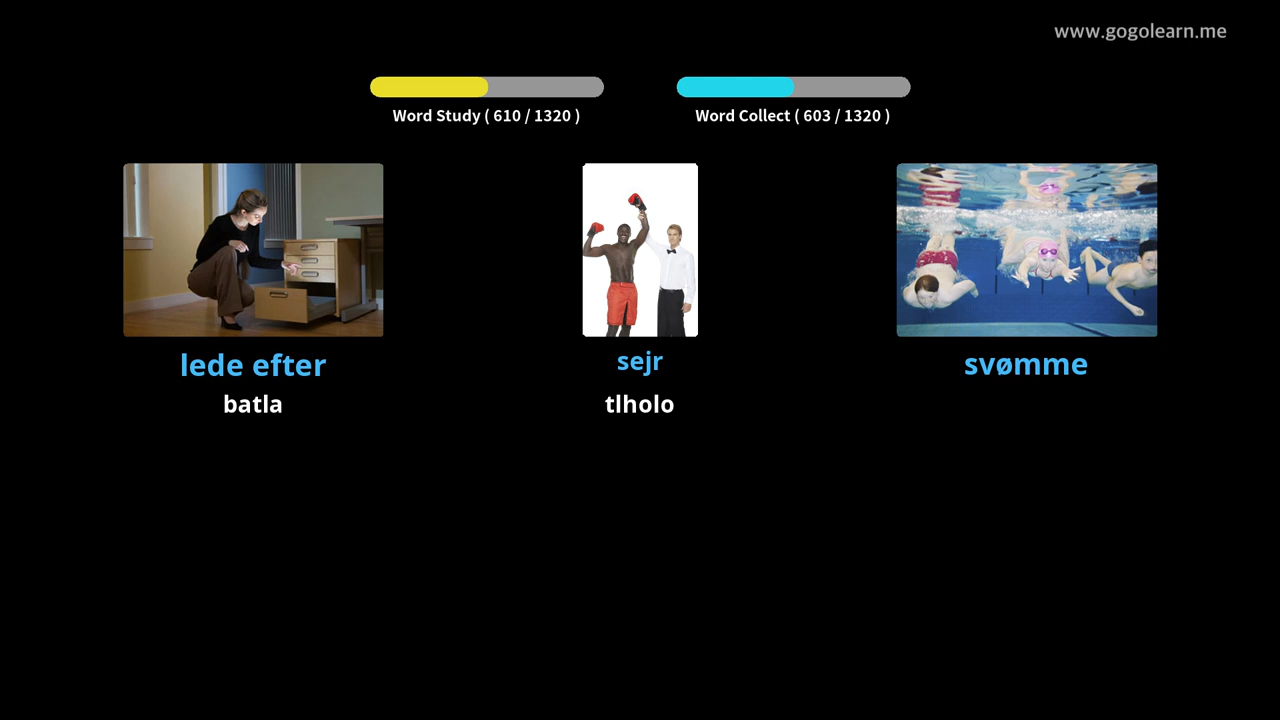 www.gogolearn.me
Word Study ( 610 / 1320 )
Word Collect ( 603 / 1320 )
lede efter
batla
sejr
tlholo
svømme